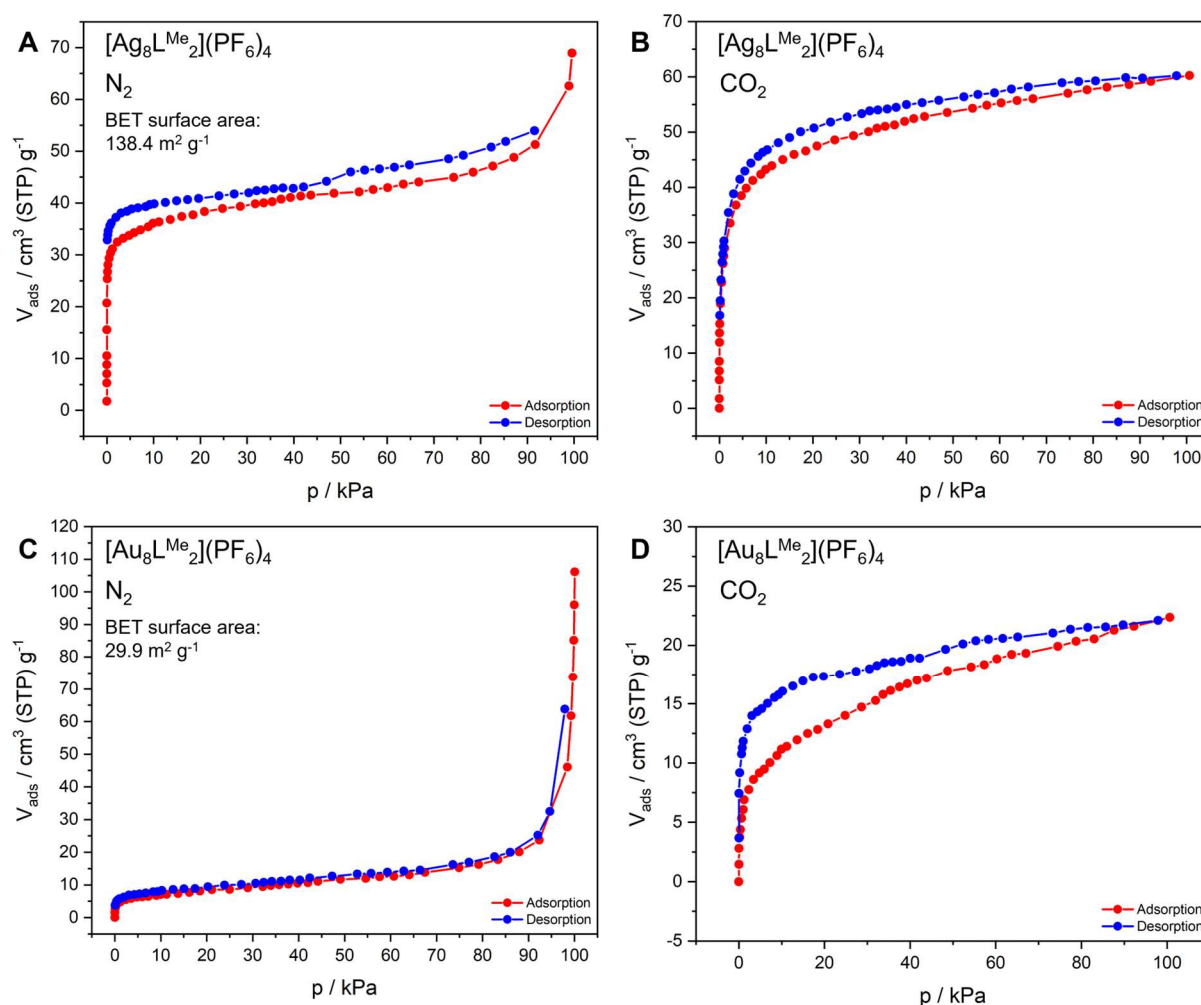 A
[Ag₈Lᴹᵉ₂](PF₆)₄
N₂
BET surface area:
138.4 m² g⁻¹
70
60
50
40
30
20
10
0
V_ads / cm³ (STP) g⁻¹
Adsorption
Desorption
0 10 20 30 40 50 60 70 80 90 100
p / kPa
B
[Ag₈Lᴹᵉ₂](PF₆)₄
CO₂
70
60
50
40
30
20
10
0
V_ads / cm³ (STP) g⁻¹
Adsorption
Desorption
0 10 20 30 40 50 60 70 80 90 100
p / kPa
C
[Au₈Lᴹᵉ₂](PF₆)₄
N₂
BET surface area:
29.9 m² g⁻¹
120
110
100
90
80
70
60
50
40
30
20
10
0
V_ads / cm³ (STP) g⁻¹
Adsorption
Desorption
0 10 20 30 40 50 60 70 80 90 100
p / kPa
D
[Au₈Lᴹᵉ₂](PF₆)₄
CO₂
30
25
20
15
10
5
0
-5
V_ads / cm³ (STP) g⁻¹
Adsorption
Desorption
0 20 40 60 80 100
p / kPa